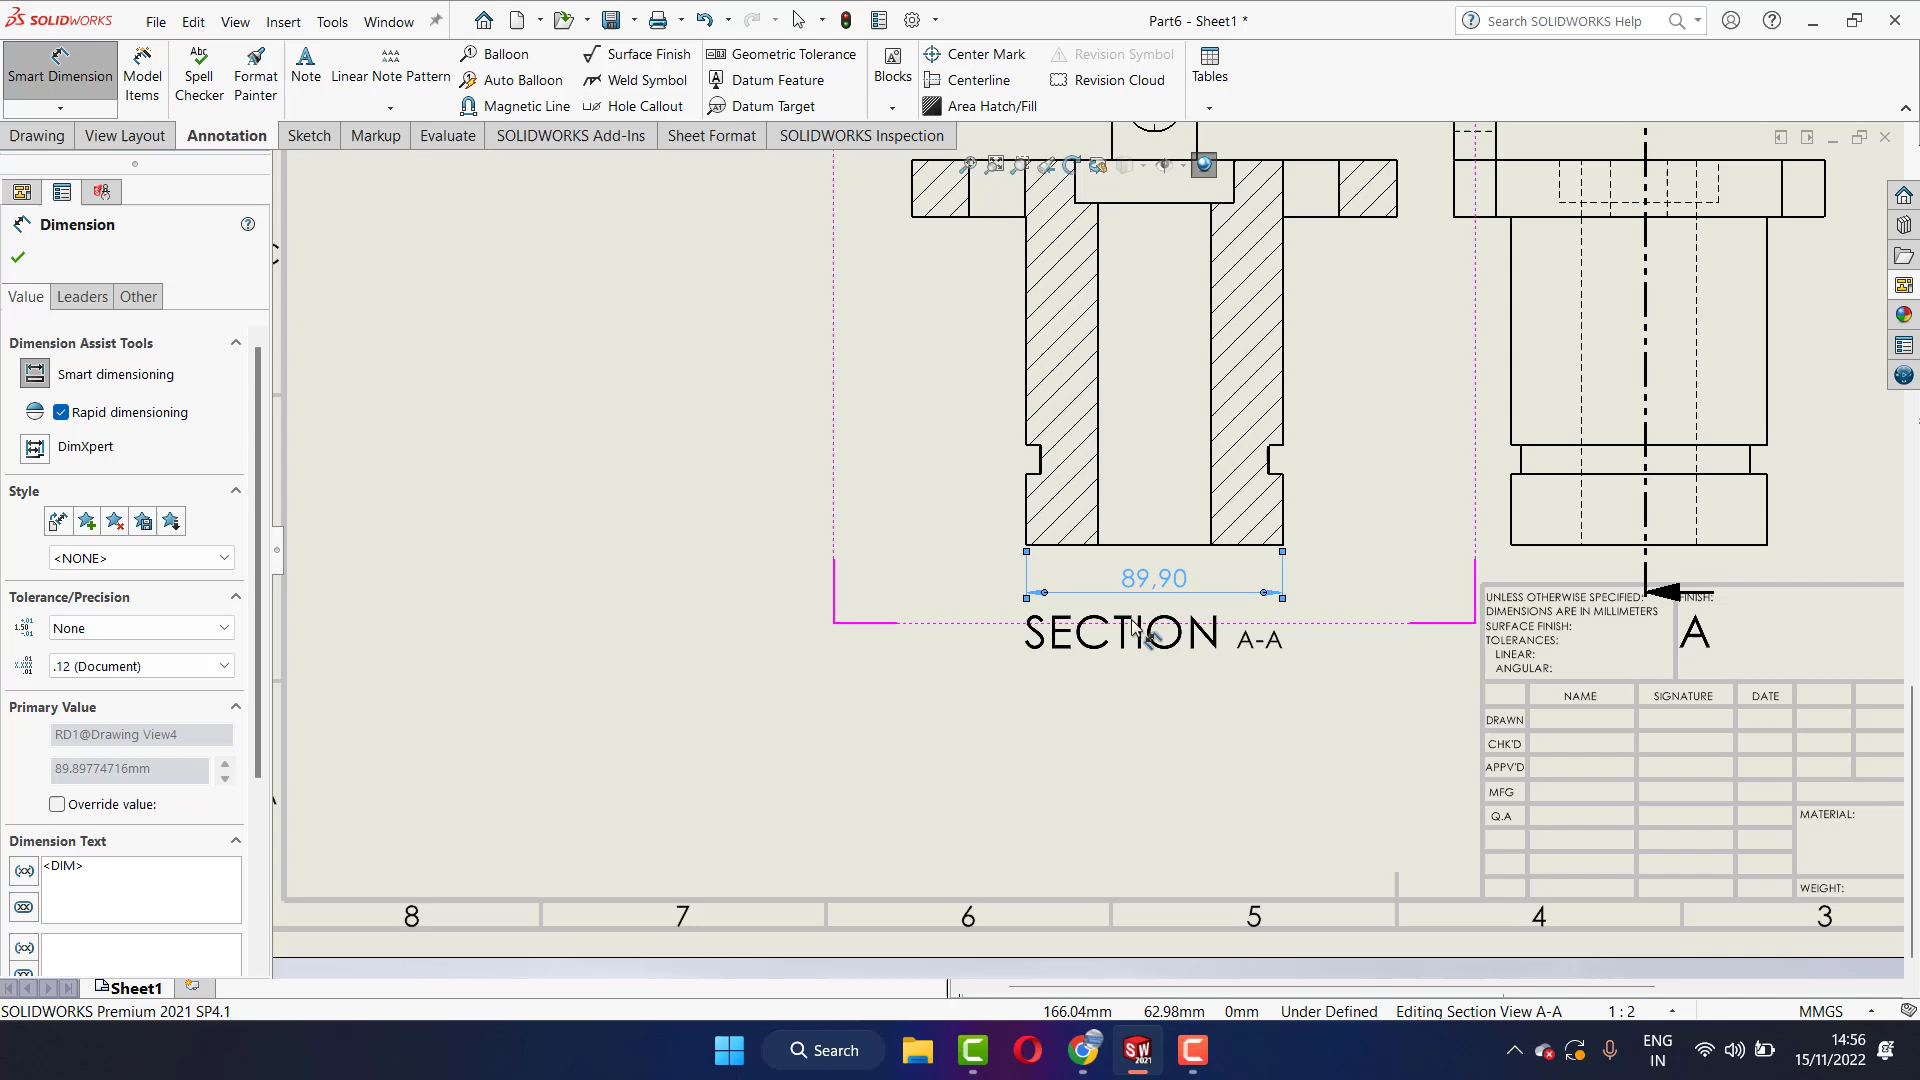 SOLIDWORKS File Edit View Insert Tools Window Part6 - Sheet1 * Search SOLIDWORKS Help
Smart Dimension Model Items Spell Checker Format Painter Note Linear Note Pattern Balloon Surface Finish Geometric Tolerance Blocks Center Mark Revision Symbol Tables
Auto Balloon Weld Symbol Datum Feature Centerline Revision Cloud
Magnetic Line Hole Callout Datum Target Area Hatch/Fill
Drawing View Layout Annotation Sketch Markup Evaluate SOLIDWORKS Add-Ins Sheet Format SOLIDWORKS Inspection
Dimension
Value Leaders Other
Dimension Assist Tools
Smart dimensioning
Rapid dimensioning
DimXpert
Style
<NONE>
Tolerance/Precision
None
.12 (Document)
Primary Value
RD1@Drawing View4
89.89774716mm
Override value:
Dimension Text
<DIM>
89,90
SECTION A-A
A
UNLESS OTHERWISE SPECIFIED: FINISH:
DIMENSIONS ARE IN MILLIMETERS
SURFACE FINISH:
TOLERANCES:
LINEAR:
ANGULAR:
NAME SIGNATURE DATE
DRAWN
CHK'D
APPV'D
MFG
Q.A
MATERIAL:
WEIGHT:
8 7 6 5 4 3
Sheet1
SOLIDWORKS Premium 2021 SP4.1 166.04mm 62.98mm 0mm Under Defined Editing Section View A-A 1 : 2 MMGS
Search
ENG
IN
14:56
15/11/2022